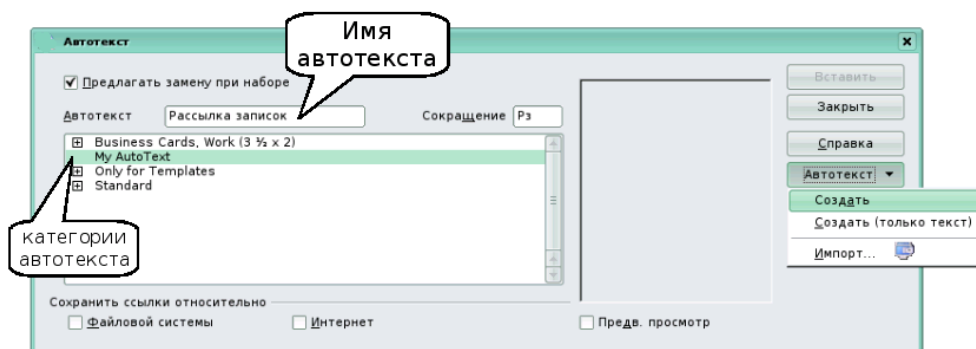 Имя
автотекста
Автотекст
Предлагать замену при наборе
Вставить
Автотекст Рассылка записок Сокращение Рз
Закрыть
Business Cards, Work (3 ½ x 2)
My AutoText
Only for Templates
Standard
Справка
Автотекст
Создать
Создать (только текст)
Импорт...
категории
автотекста
Сохранить ссылки относительно
Файловой системы Интернет Предв. просмотр